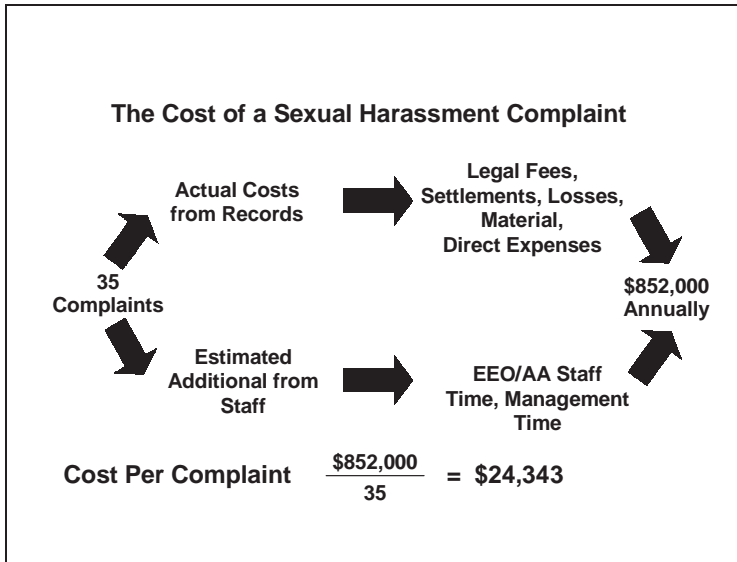 The Cost of a Sexual Harassment Complaint
Actual Costs
from Records
Legal Fees,
Settlements, Losses,
Material,
Direct Expenses
35
Complaints
$852,000
Annually
Estimated
Additional from
Staff
EEO/AA Staff
Time, Management
Time
Cost Per Complaint $852,000 = $24,343
35